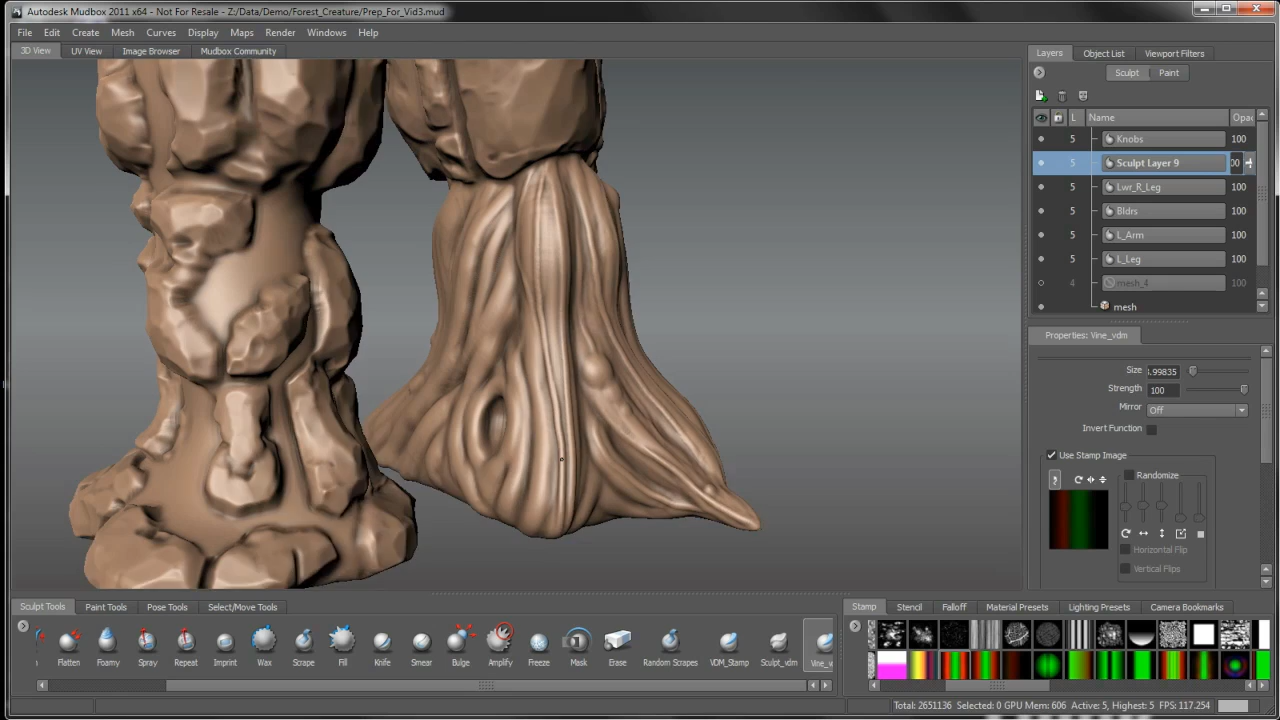 Autodesk Mudbox 2011 x64 - Not For Resale - Z:/Data/Demo/Forest_Creature/Prep_For_Vid3.mud
File Edit Create Mesh Curves Display Maps Render Windows Help
3D View UV View Image Browser Mudbox Community
Layers Object List Viewport Filters
Sculpt Paint
L Name Opac
5 Knobs 100
5 Sculpt Layer 9 00
5 Lwr_R_Leg 100
5 Bldrs 100
5 L_Arm 100
5 L_Leg 100
4 mesh_4 100
mesh
Properties: Vine_vdm
Size .99835
Strength 100
Mirror Off
Invert Function
Use Stamp Image
Randomize
Horizontal Flip
Vertical Flips
Sculpt Tools Paint Tools Pose Tools Select/Move Tools
Flatten Foamy Spray Repeat Imprint Wax Scrape Fill Knife Smear Bulge Amplify Freeze Mask Erase Random Scrapes VDM_Stamp Sculpt_vdm Vine_v
Stamp Stencil Falloff Material Presets Lighting Presets Camera Bookmarks
Total: 2651136 Selected: 0 GPU Mem: 606 Active: 5, Highest: 5 FPS: 117.254